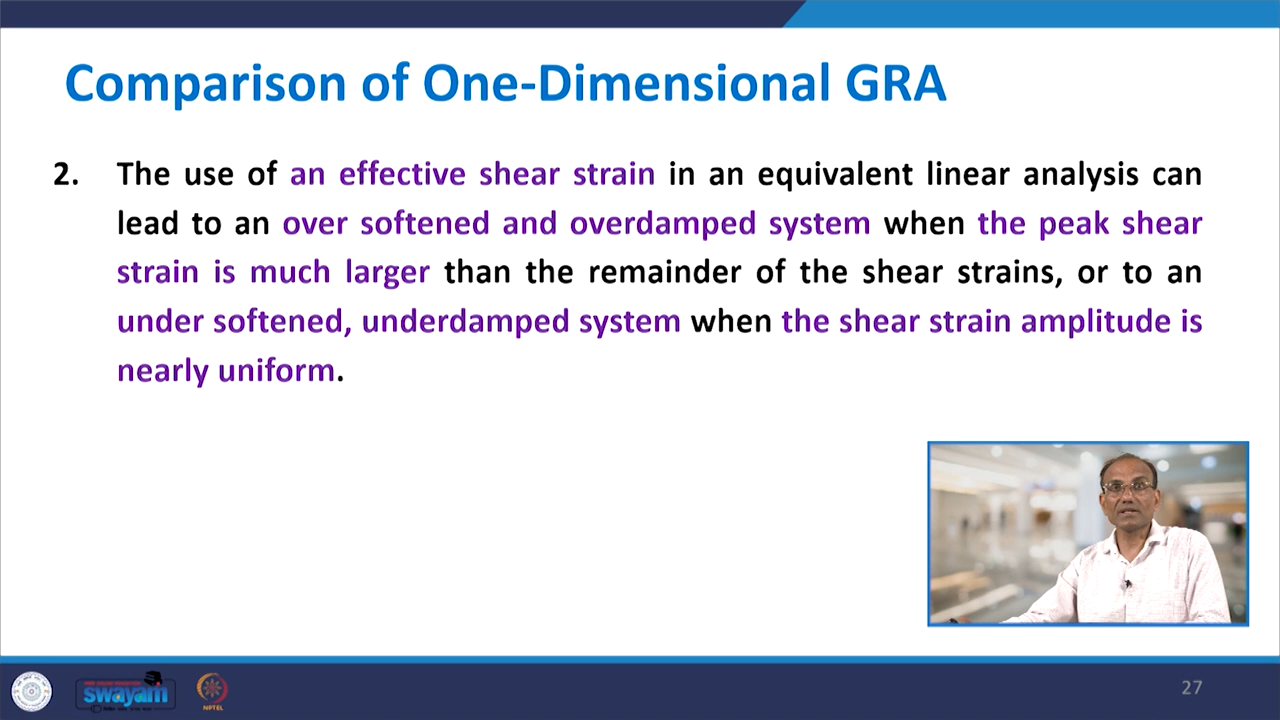 Comparison of One-Dimensional GRA
2. The use of an effective shear strain in an equivalent linear analysis can
lead to an over softened and overdamped system when the peak shear
strain is much larger than the remainder of the shear strains, or to an
under softened, underdamped system when the shear strain amplitude is
nearly uniform.
swayam
NPTEL
27